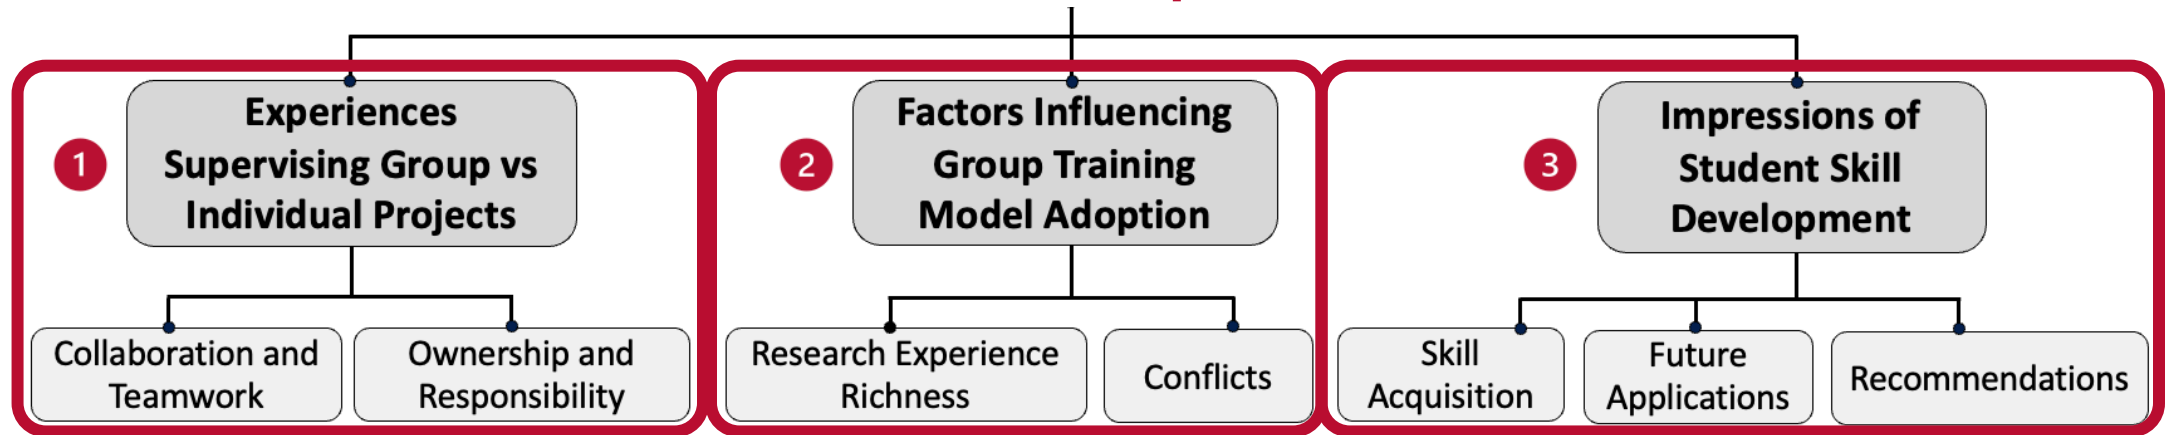 1
Experiences
Supervising Group vs
Individual Projects
Collaboration and
Teamwork
Ownership and
Responsibility
2
Factors Influencing
Group Training
Model Adoption
Research Experience
Richness
Conflicts
3
Impressions of
Student Skill
Development
Skill
Acquisition
Future
Applications
Recommendations